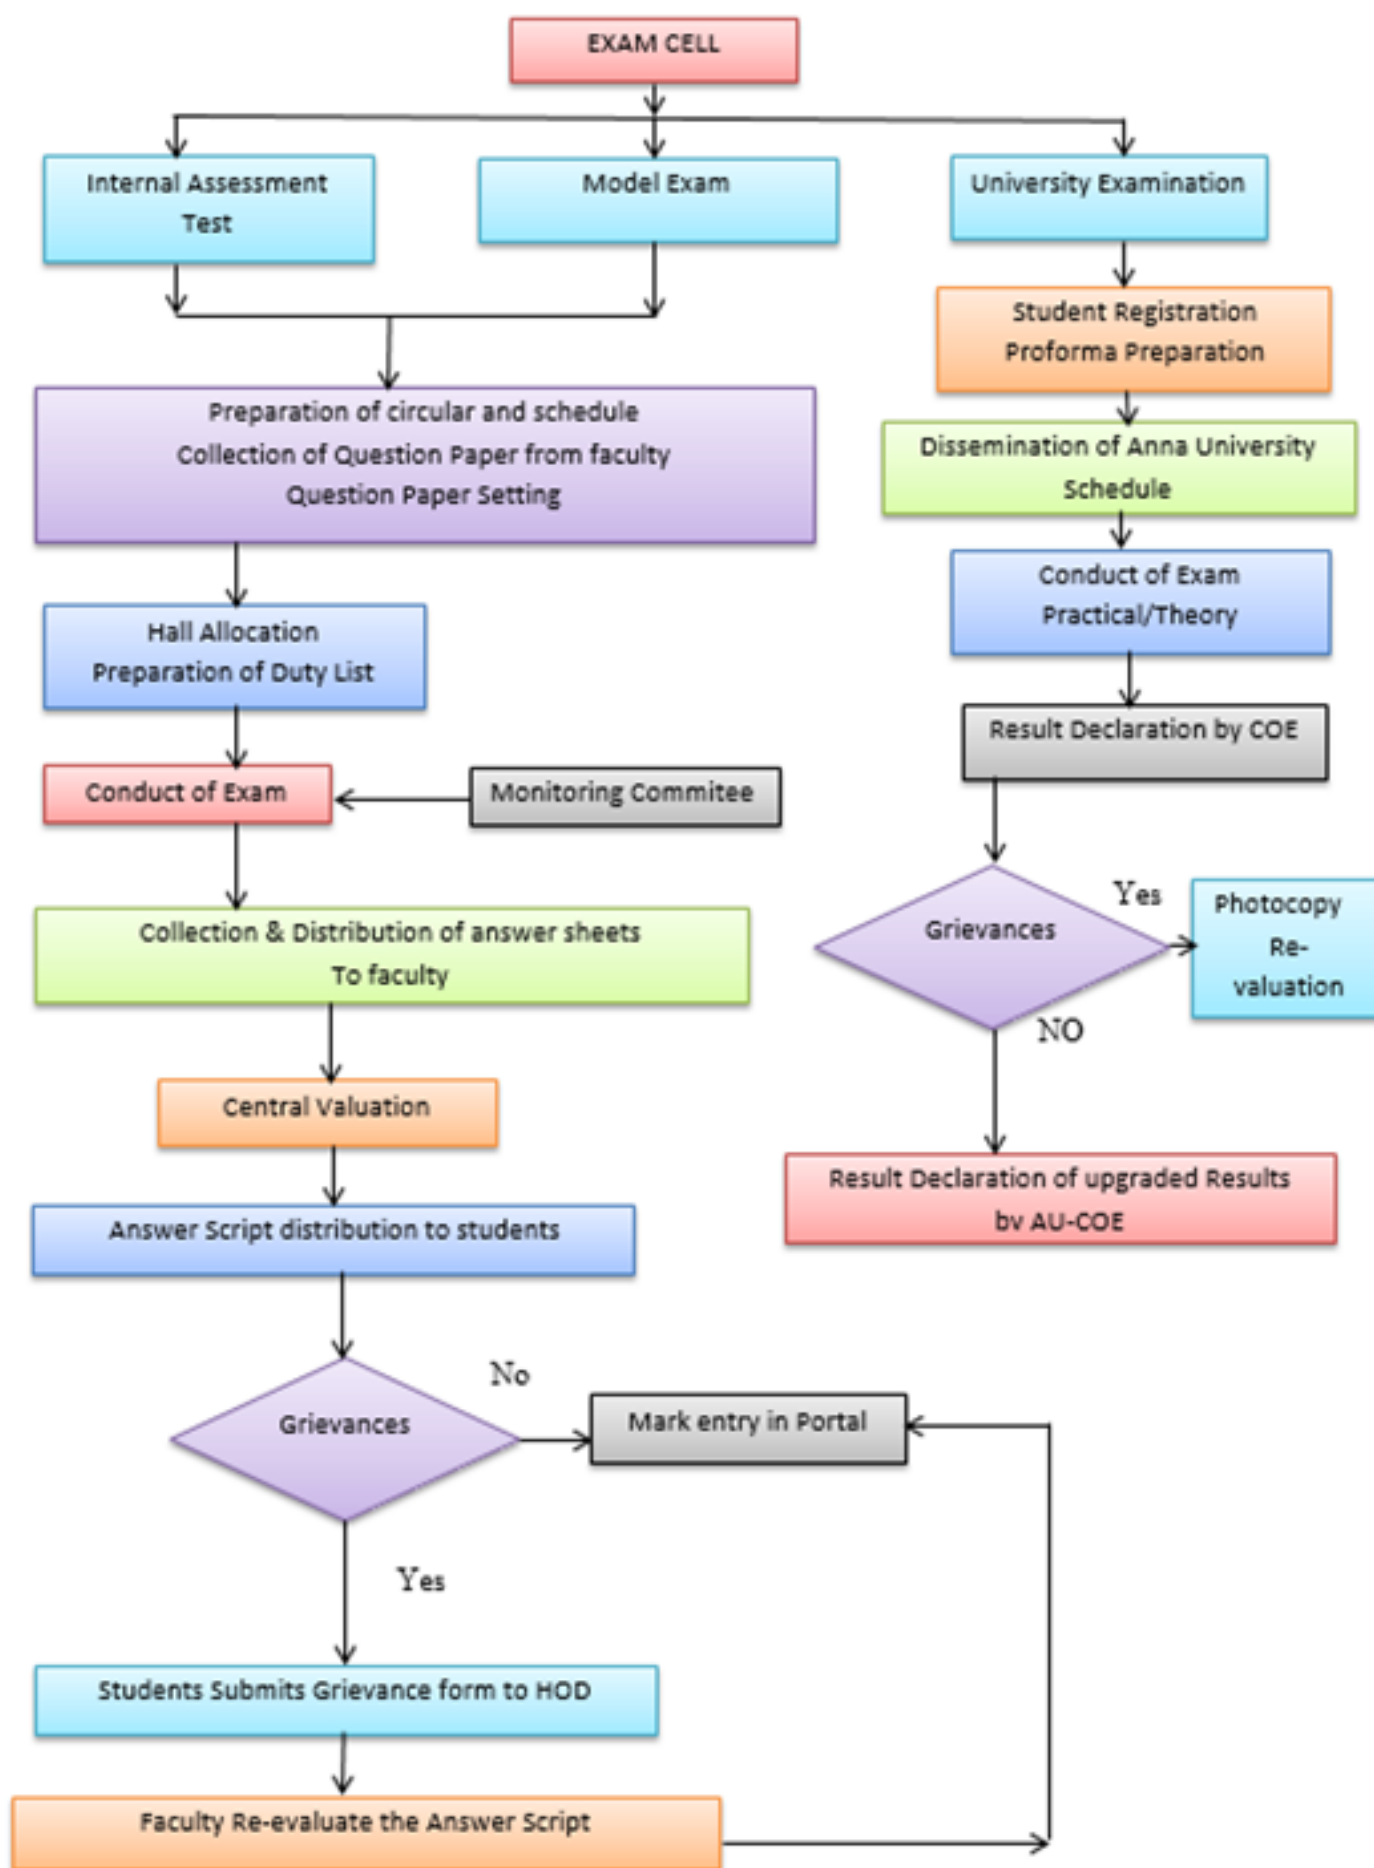 EXAM CELL
Internal Assessment
Test
Model Exam
University Examination
Student Registration
Proforma Preparation
Preparation of circular and schedule
Collection of Question Paper from faculty
Question Paper Setting
Dissemination of Anna University
Schedule
Conduct of Exam
Practical/Theory
Hall Allocation
Preparation of Duty List
Result Declaration by COE
Conduct of Exam
Monitoring Commitee
Yes
Grievances
Photocopy
Re-
valuation
NO
Collection & Distribution of answer sheets
To faculty
Central Valuation
Result Declaration of upgraded Results
by AU-COE
Answer Script distribution to students
No
Grievances
Mark entry in Portal
Yes
Students Submits Grievance form to HOD
Faculty Re-evaluate the Answer Script